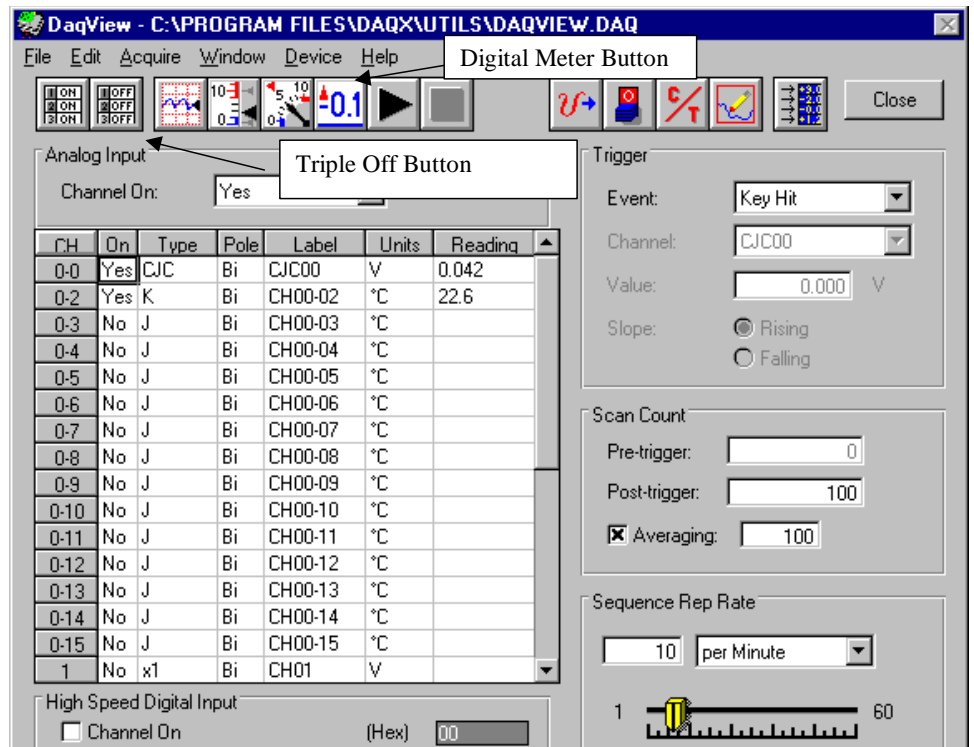 DaqView - C:\PROGRAM FILES\DAQX\UTILS\DAQVIEW.DAQ
File Edit Acquire Window Device Help
Digital Meter Button
1 ON
2 ON
3 ON
1 OFF
2 OFF
3 OFF
10
0
5 10
0
±0.1
C/T
Close
Analog Input
Triple Off Button
Channel On: Yes
CH On Type Pole Label Units Reading
0-0 Yes CJC Bi CJC00 V 0.042
0-2 Yes K Bi CH00-02 °C 22.6
0-3 No J Bi CH00-03 °C
0-4 No J Bi CH00-04 °C
0-5 No J Bi CH00-05 °C
0-6 No J Bi CH00-06 °C
0-7 No J Bi CH00-07 °C
0-8 No J Bi CH00-08 °C
0-9 No J Bi CH00-09 °C
0-10 No J Bi CH00-10 °C
0-11 No J Bi CH00-11 °C
0-12 No J Bi CH00-12 °C
0-13 No J Bi CH00-13 °C
0-14 No J Bi CH00-14 °C
0-15 No J Bi CH00-15 °C
1 No x1 Bi CH01 V
High Speed Digital Input
Channel On (Hex) 00
Trigger
Event: Key Hit
Channel: CJC00
Value: 0.000 V
Slope: Rising
Falling
Scan Count
Pre-trigger: 0
Post-trigger: 100
Averaging: 100
Sequence Rep Rate
10 per Minute
1 60